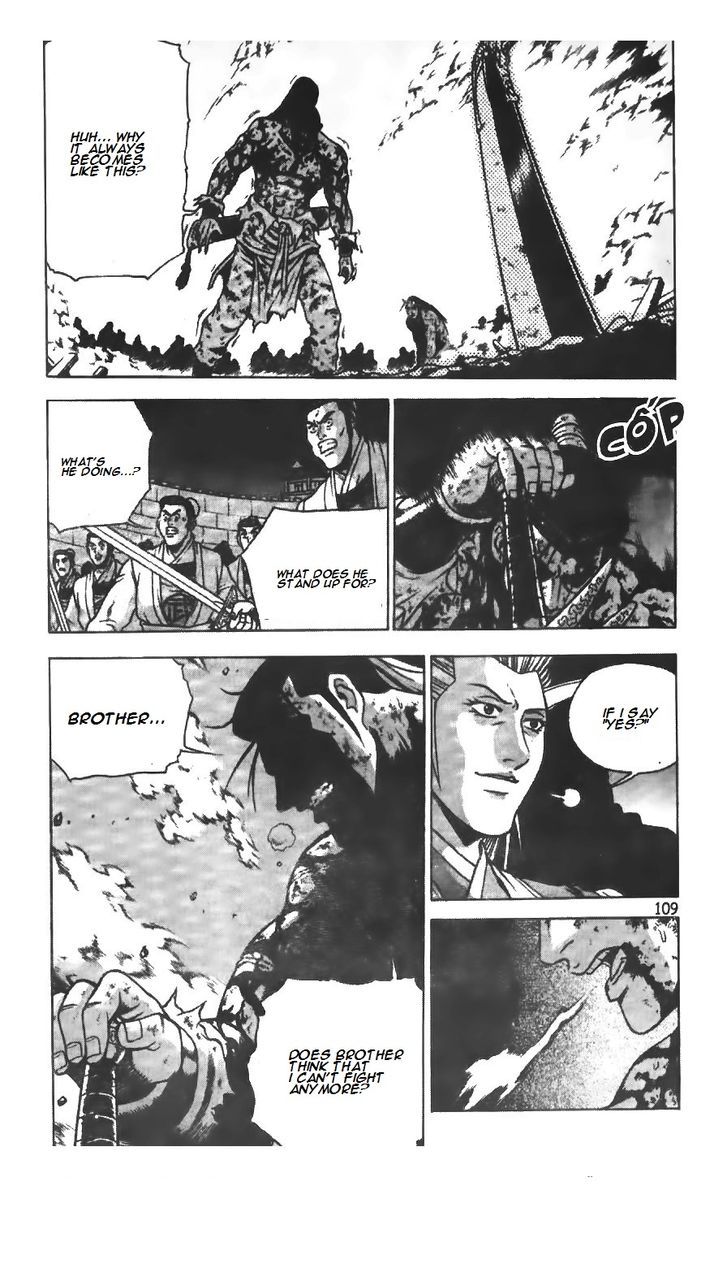 HUH... WHY
IT ALWAYS
BECOMES
LIKE THIS?
WHAT'S
HE DOING...?
WHAT DOES HE
STAND UP FOR?
CỐP
BROTHER...
IF I SAY
"YES?"
109
DOES BROTHER
THINK THAT
I CAN'T FIGHT
ANYMORE?